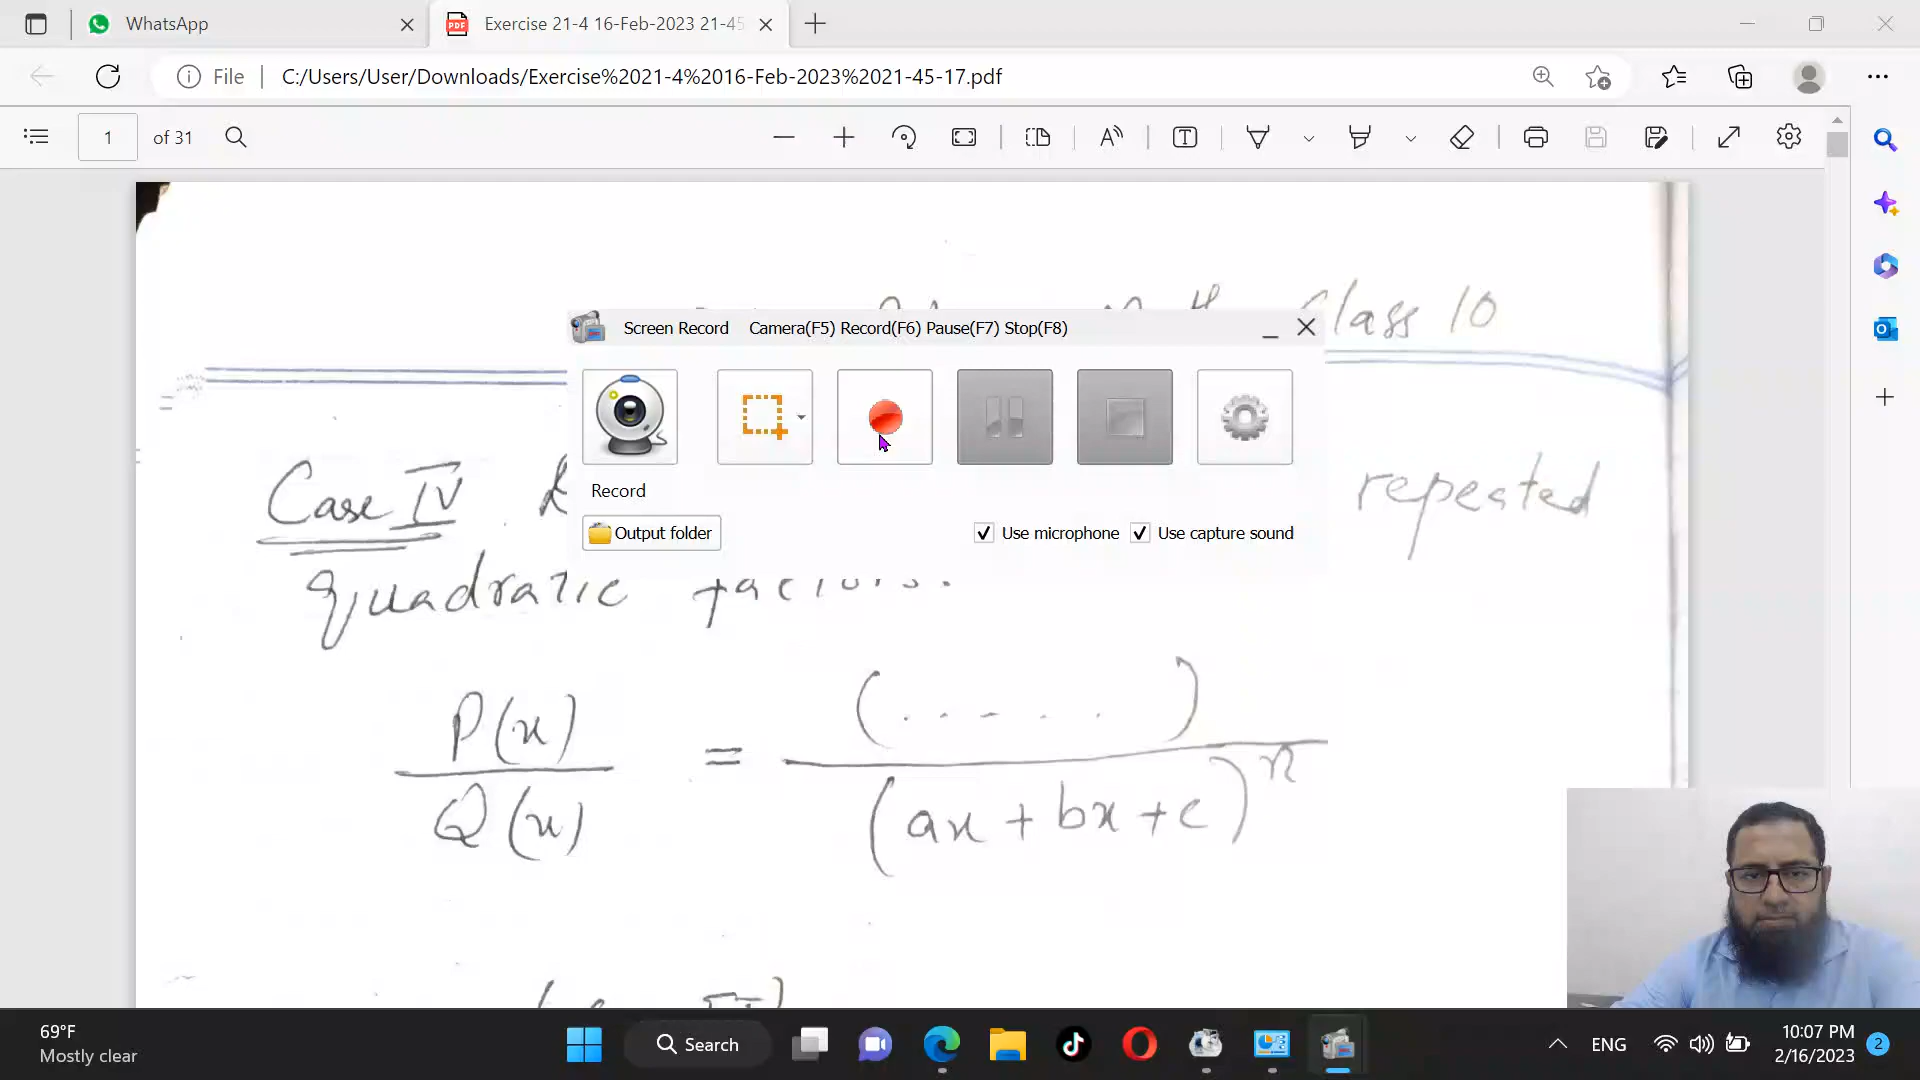 WhatsApp
Exercise 21-4 16-Feb-2023 21-45
File
C:/Users/User/Downloads/Exercise%2021-4%2016-Feb-2023%2021-45-17.pdf
1 of 31
Class 10
Screen Record Camera(F5) Record(F6) Pause(F7) Stop(F8)
Record
Output folder
Use microphone
Use capture sound
Case IV repeated
quadratic factors.
P(x) = (. . - . .)
Q(x) (ax + bx + c)^n
69°F
Mostly clear
Search
ENG
10:07 PM
2/16/2023
2